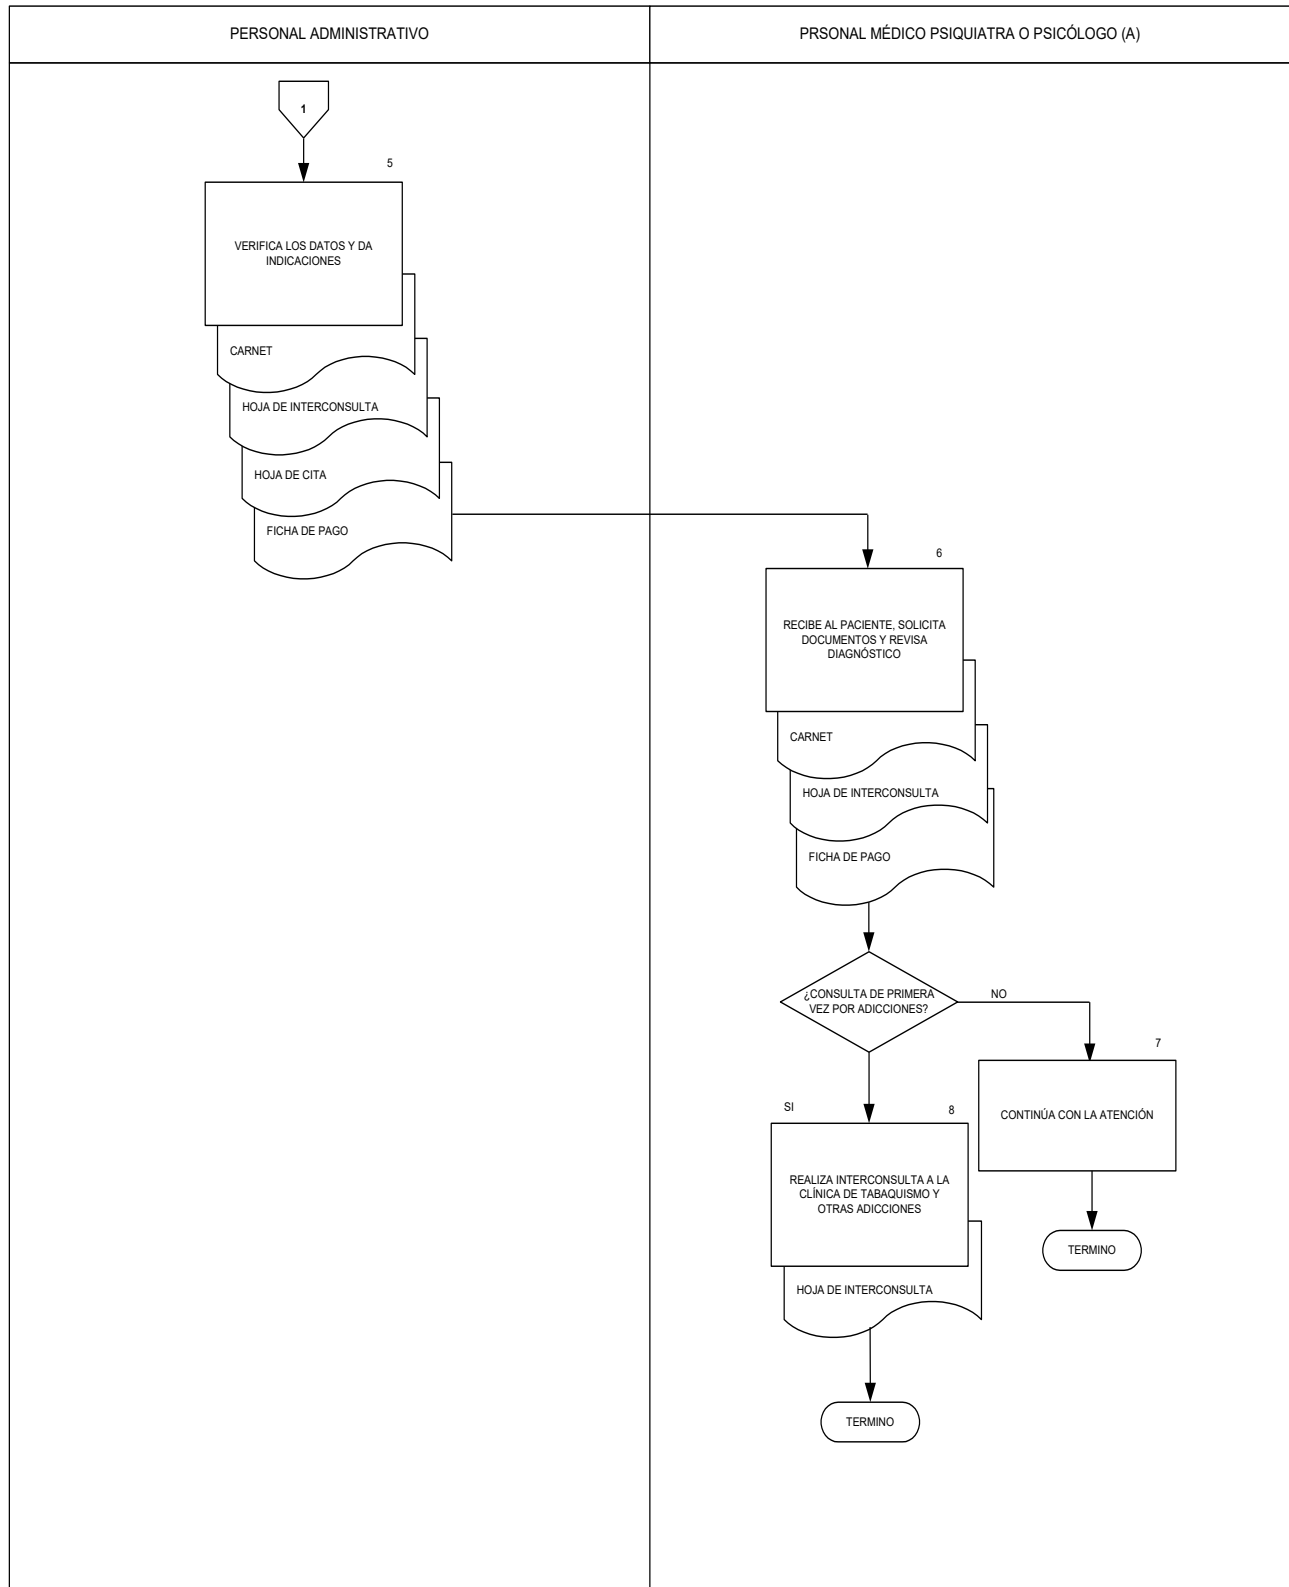 PERSONAL ADMINISTRATIVO
PRSONAL MÉDICO PSIQUIATRA O PSICÓLOGO (A)
1
5
VERIFICA LOS DATOS Y DA
INDICACIONES
CARNET
HOJA DE INTERCONSULTA
HOJA DE CITA
FICHA DE PAGO
6
RECIBE AL PACIENTE, SOLICITA
DOCUMENTOS Y REVISA
DIAGNÓSTICO
CARNET
HOJA DE INTERCONSULTA
FICHA DE PAGO
¿CONSULTA DE PRIMERA
VEZ POR ADICCIONES?
NO
7
CONTINÚA CON LA ATENCIÓN
TERMINO
SI
8
REALIZA INTERCONSULTA A LA
CLÍNICA DE TABAQUISMO Y
OTRAS ADICCIONES
HOJA DE INTERCONSULTA
TERMINO